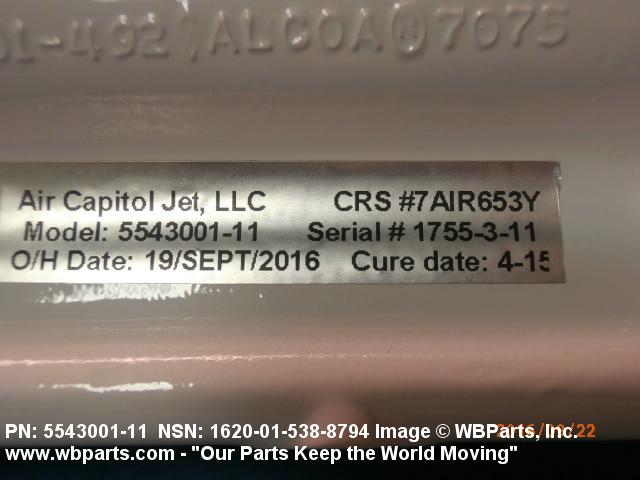 01-492 ALCOA® 7075
Air Capitol Jet, LLC CRS #7AIR653Y
Model: 5543001-11 Serial # 1755-3-11
O/H Date: 19/SEPT/2016 Cure date: 4-15
PN: 5543001-11 NSN: 1620-01-538-8794 Image © WBParts, Inc.
www.wbparts.com - "Our Parts Keep the World Moving"